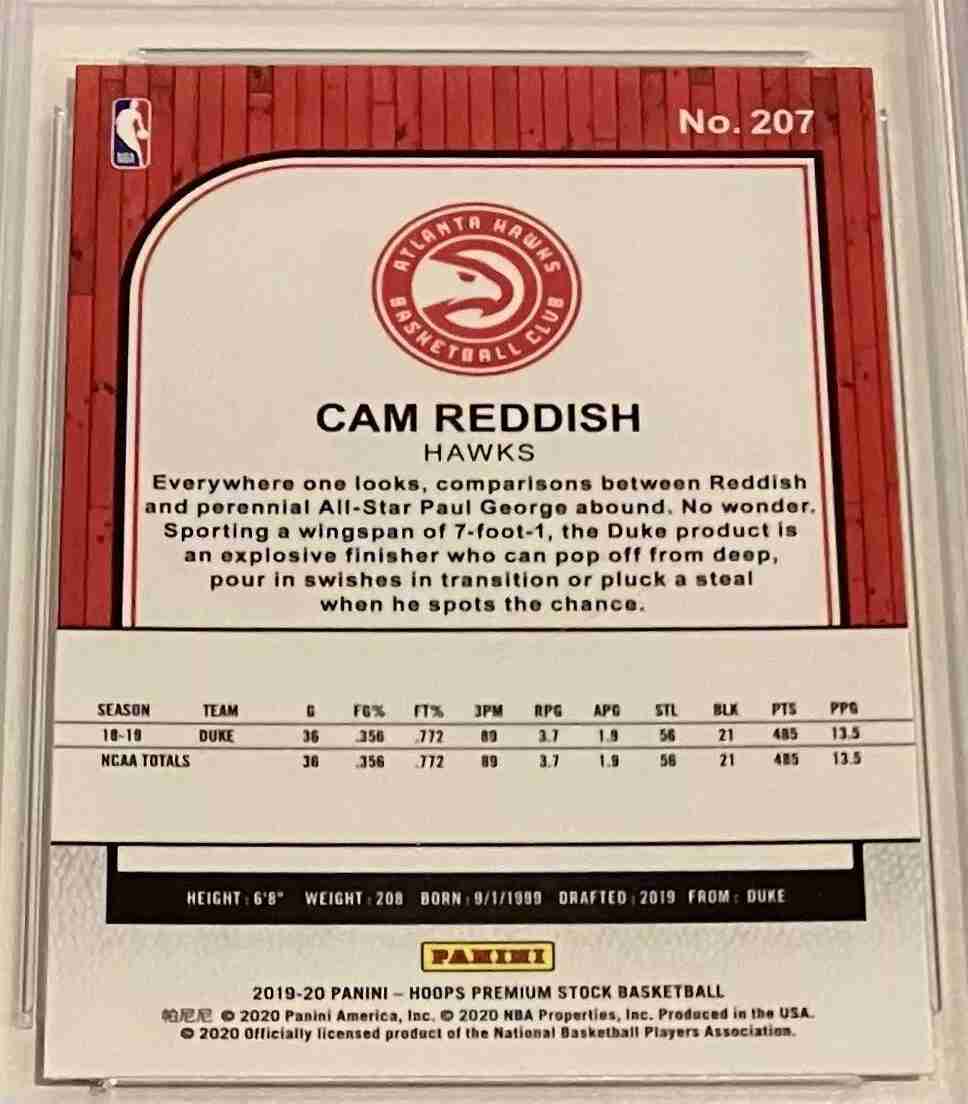 NBA
No. 207
ATLANTA HAWKS
BASKETBALL CLUB
CAM REDDISH
HAWKS
Everywhere one looks, comparisons between Reddish
and perennial All-Star Paul George abound. No wonder.
Sporting a wingspan of 7-foot-1, the Duke product is
an explosive finisher who can pop off from deep,
pour in swishes in transition or pluck a steal
when he spots the chance.
SEASON TEAM G FG% FT% 3PM RPG APG STL BLK PTS PPG
18-19 DUKE 36 .356 .772 89 3.7 1.9 56 21 485 13.5
NCAA TOTALS 36 .356 .772 89 3.7 1.9 56 21 485 13.5
HEIGHT: 6'8" WEIGHT: 208 BORN: 9/1/1999 DRAFTED: 2019 FROM: DUKE
PANINI
2019-20 PANINI – HOOPS PREMIUM STOCK BASKETBALL
帕尼尼 © 2020 Panini America, Inc. © 2020 NBA Properties, Inc. Produced in the USA.
© 2020 Officially licensed product of the National Basketball Players Association.